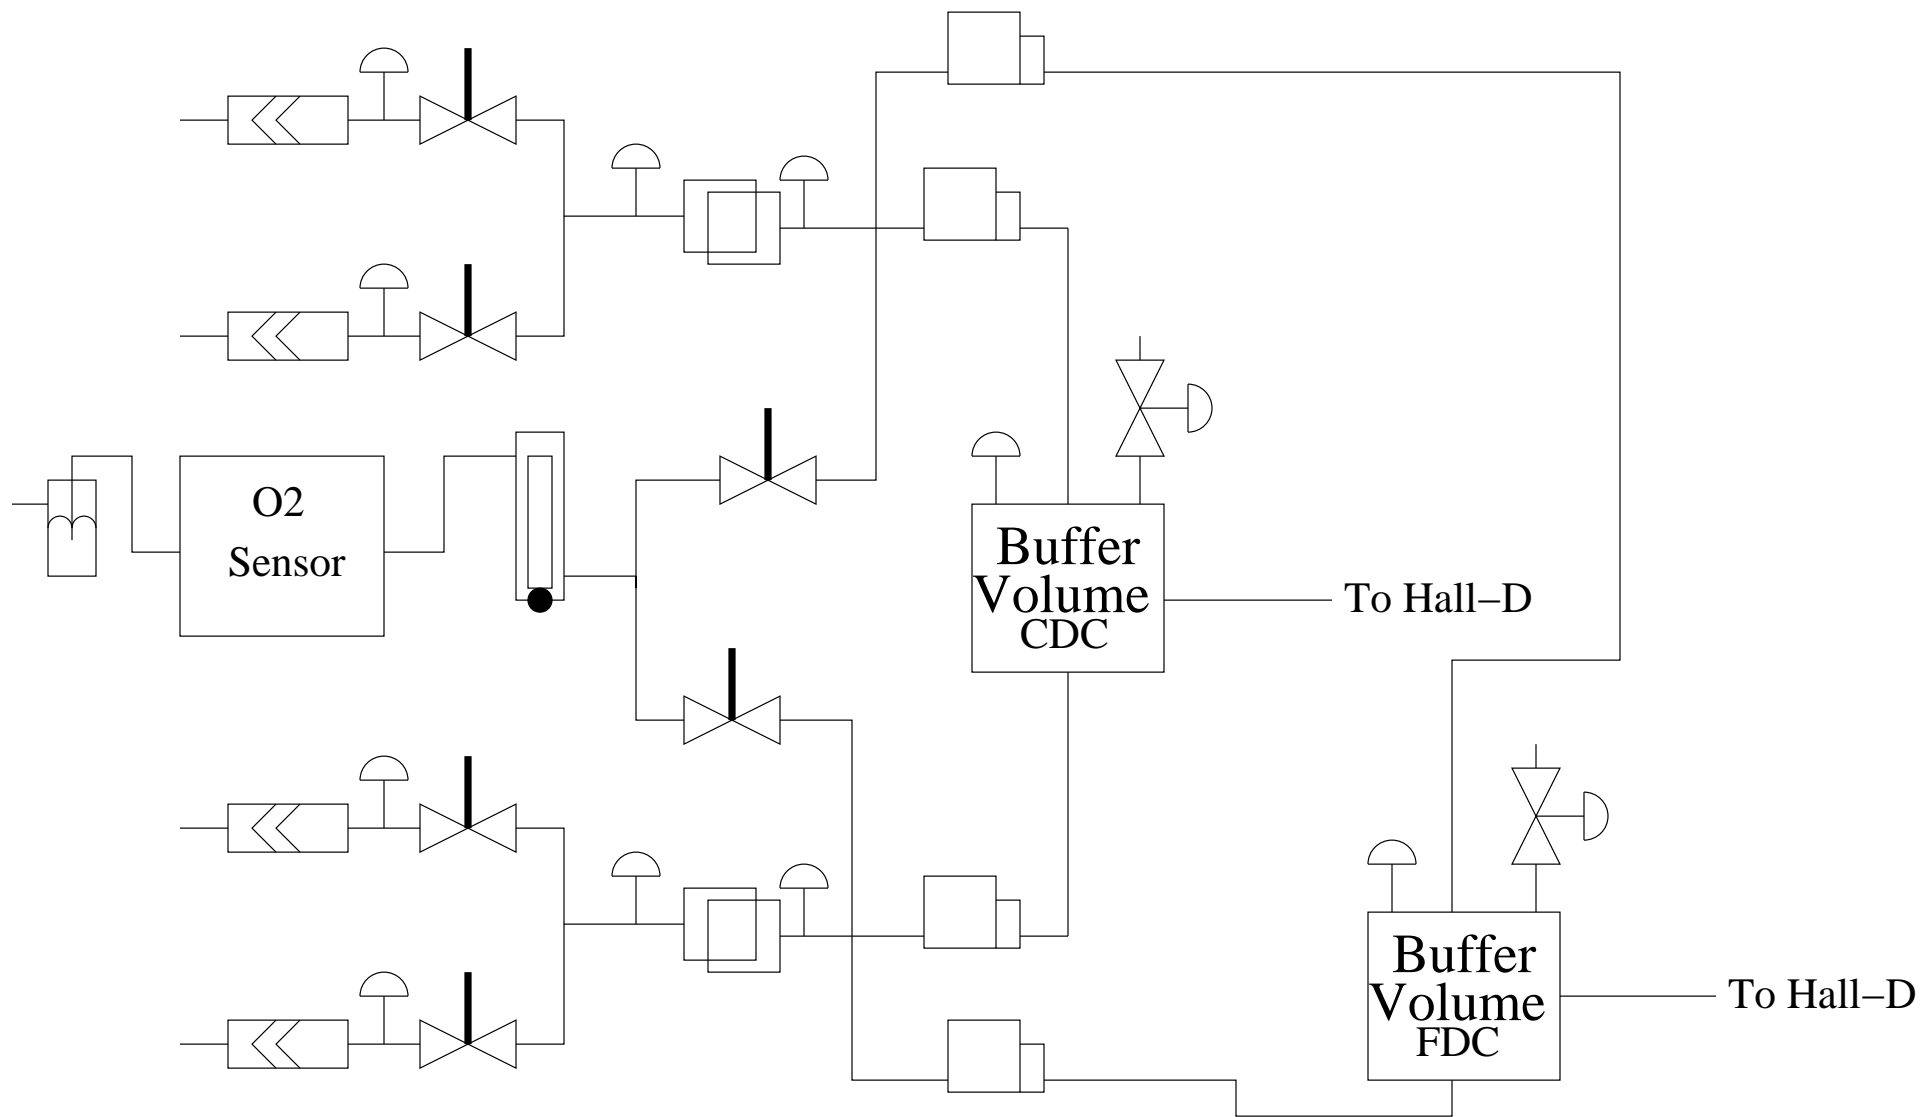 O2
Sensor
Buffer
Volume
CDC
To Hall–D
Buffer
Volume
FDC
To Hall–D